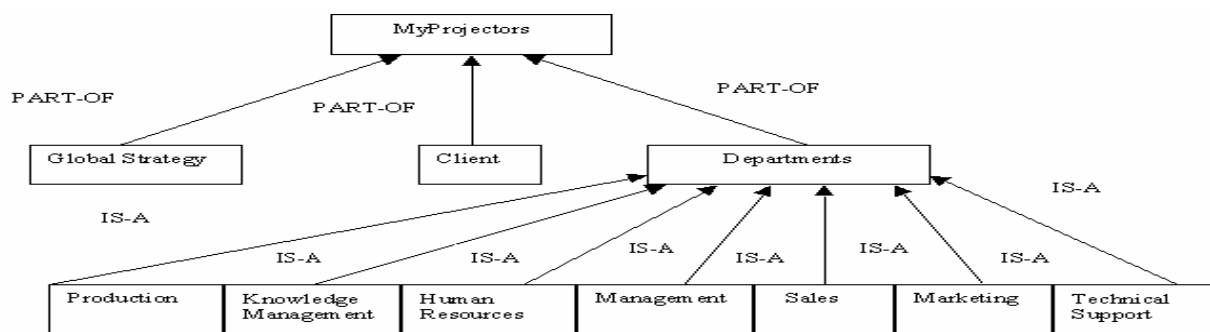 MyProjectors
PART-OF
PART-OF
PART-OF
Global Strategy
Client
Departments
IS-A
IS-A
IS-A
IS-A
IS-A
IS-A
IS-A
Production
Knowledge
Management
Human
Resources
Management
Sales
Marketing
Technical
Support